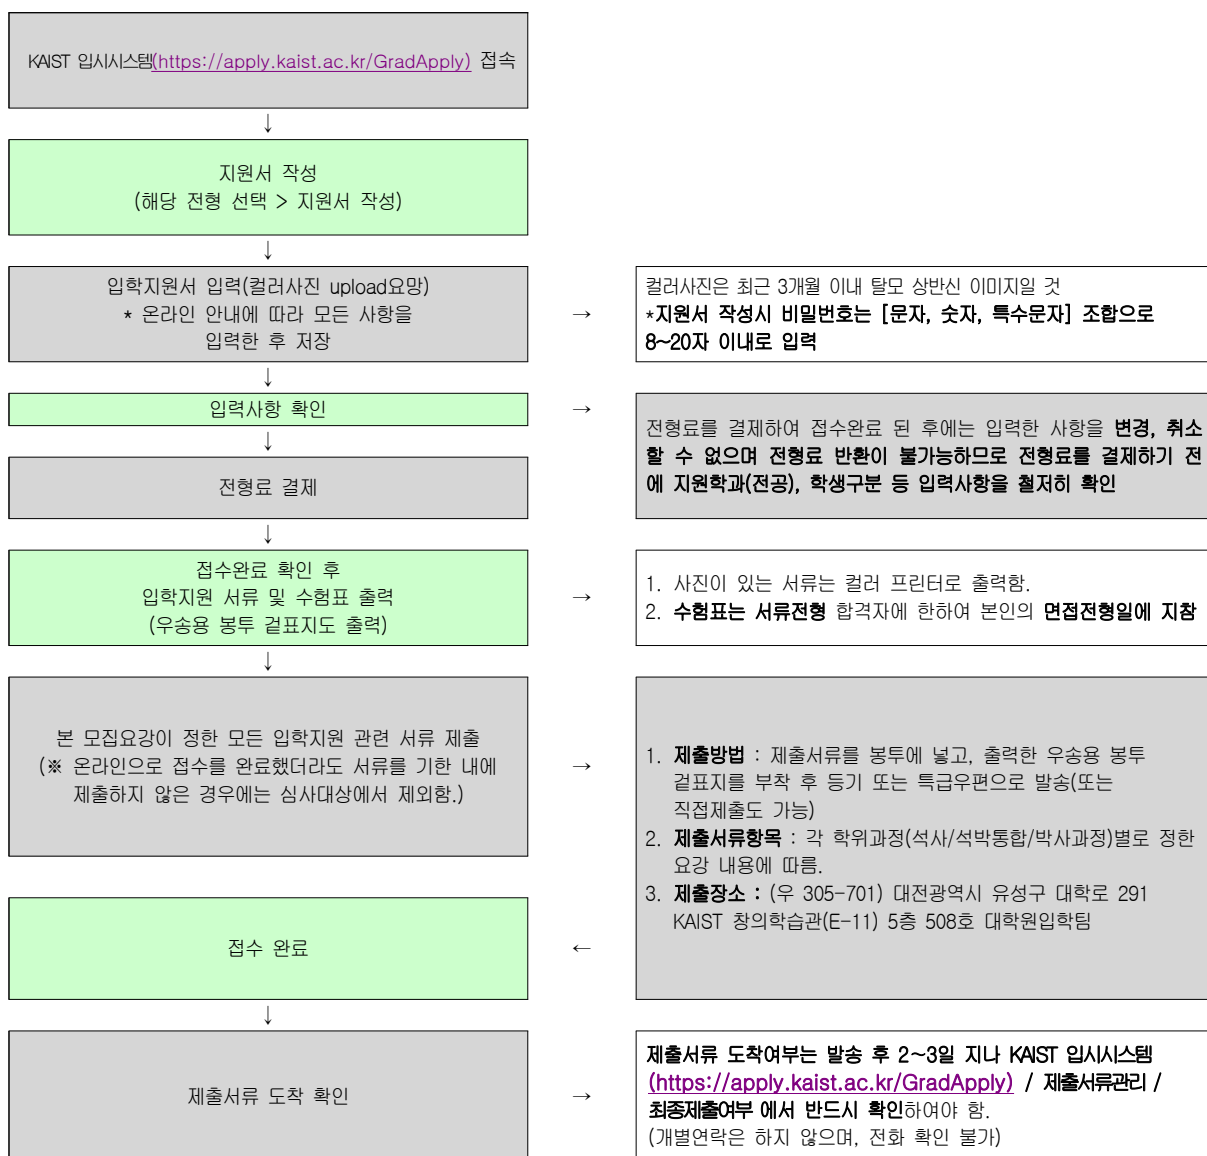 KAIST 입시시스템(https://apply.kaist.ac.kr/GradApply) 접속
↓
지원서 작성
(해당 전형 선택 > 지원서 작성)
↓
입학지원서 입력(컬러사진 upload요망)
* 온라인 안내에 따라 모든 사항을
입력한 후 저장
→
컬러사진은 최근 3개월 이내 탈모 상반신 이미지일 것
*지원서 작성시 비밀번호는 [문자, 숫자, 특수문자] 조합으로
8~20자 이내로 입력
↓
입력사항 확인
→
전형료를 결제하여 접수완료 된 후에는 입력한 사항을 변경, 취소
할 수 없으며 전형료 반환이 불가능하므로 전형료를 결제하기 전
에 지원학과(전공), 학생구분 등 입력사항을 철저히 확인
↓
전형료 결제
↓
접수완료 확인 후
입학지원 서류 및 수험표 출력
(우송용 봉투 겉표지도 출력)
→
1. 사진이 있는 서류는 컬러 프린터로 출력함.
2. 수험표는 서류전형 합격자에 한하여 본인의 면접전형일에 지참
↓
본 모집요강이 정한 모든 입학지원 관련 서류 제출
(※ 온라인으로 접수를 완료했더라도 서류를 기한 내에
제출하지 않은 경우에는 심사대상에서 제외함.)
→
1. 제출방법 : 제출서류를 봉투에 넣고, 출력한 우송용 봉투
겉표지를 부착 후 등기 또는 특급우편으로 발송(또는
직접제출도 가능)
2. 제출서류항목 : 각 학위과정(석사/석박통합/박사과정)별로 정한
요강 내용에 따름.
3. 제출장소 : (우 305-701) 대전광역시 유성구 대학로 291
KAIST 창의학습관(E-11) 5층 508호 대학원입학팀
접수 완료
←
↓
제출서류 도착 확인
→
제출서류 도착여부는 발송 후 2~3일 지나 KAIST 입시시스템
(https://apply.kaist.ac.kr/GradApply) / 제출서류관리 /
최종제출여부 에서 반드시 확인하여야 함.
(개별연락은 하지 않으며, 전화 확인 불가)